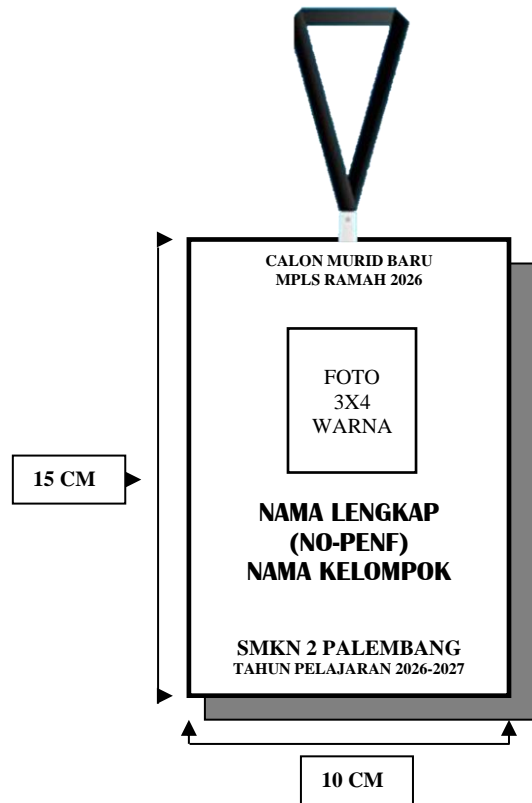 CALON MURID BARU
MPLS RAMAH 2026
FOTO
3X4
WARNA
15 CM
NAMA LENGKAP
(NO-PENF)
NAMA KELOMPOK
SMKN 2 PALEMBANG
TAHUN PELAJARAN 2026-2027
10 CM